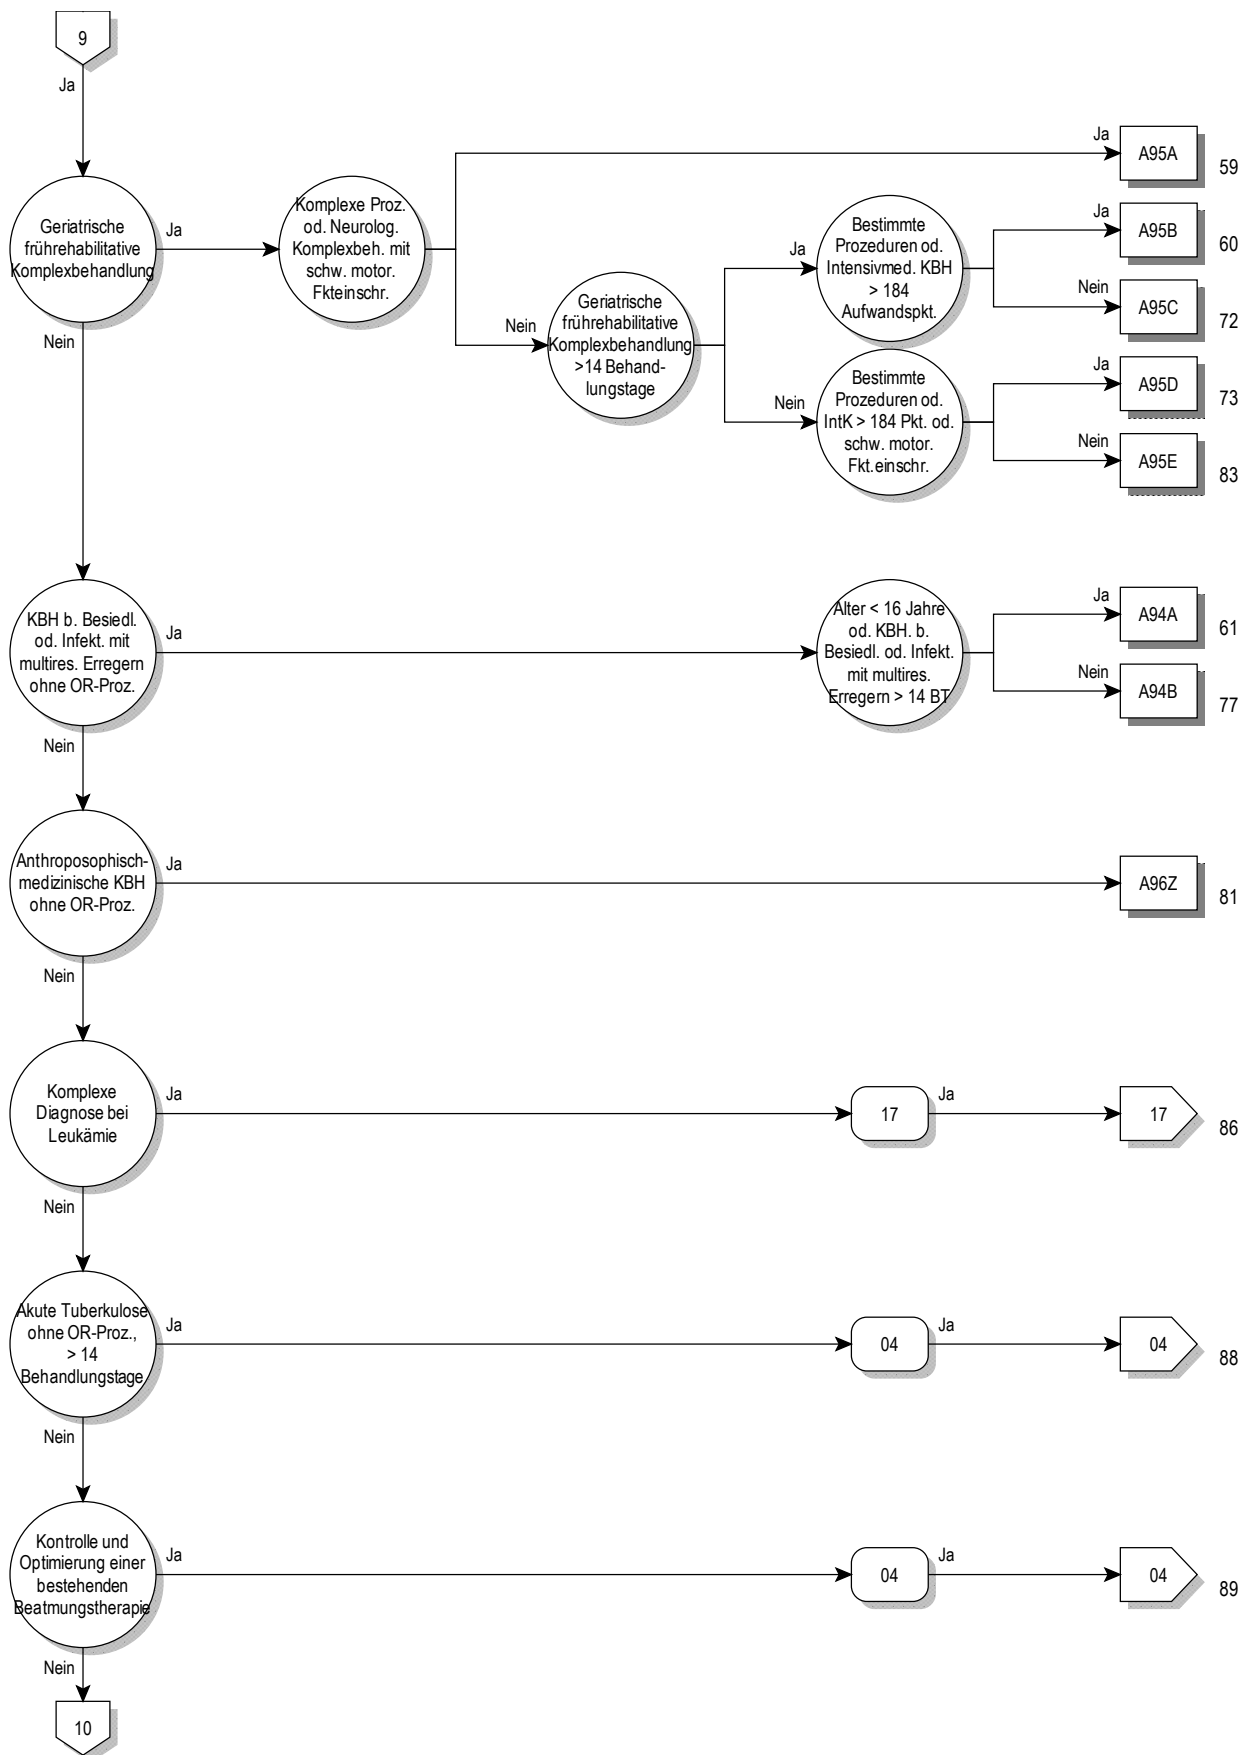 9
Ja
Geriatrische
frührehabilitative
Komplexbehandlung
Ja
Nein
Komplexe Proz.
od. Neurolog.
Komplexbeh. mit
schw. motor.
Fkteinschr.
Ja
A95A
59
Nein
Geriatrische
frührehabilitative
Komplexbehandlung
>14 Behand-
lungstage
Ja
Bestimmte
Prozeduren od.
Intensivmed. KBH
> 184
Aufwandspkt.
Ja
A95B
60
Nein
A95C
72
Nein
Bestimmte
Prozeduren od.
IntK > 184 Pkt. od.
schw. motor.
Fkt.einschr.
Ja
A95D
73
Nein
A95E
83
KBH b. Besiedl.
od. Infekt. mit
multires. Erregern
ohne OR-Proz.
Ja
Nein
Alter < 16 Jahre
od. KBH. b.
Besiedl. od. Infekt.
mit multires.
Erregern > 14 BT
Ja
A94A
61
Nein
A94B
77
Anthroposophisch-
medizinische KBH
ohne OR-Proz.
Ja
A96Z
81
Nein
Komplexe
Diagnose bei
Leukämie
Ja
17
Ja
17
86
Nein
Akute Tuberkulose
ohne OR-Proz.,
> 14
Behandlungstage
Ja
04
Ja
04
88
Nein
Kontrolle und
Optimierung einer
bestehenden
Beatmungstherapie
Ja
04
Ja
04
89
Nein
10